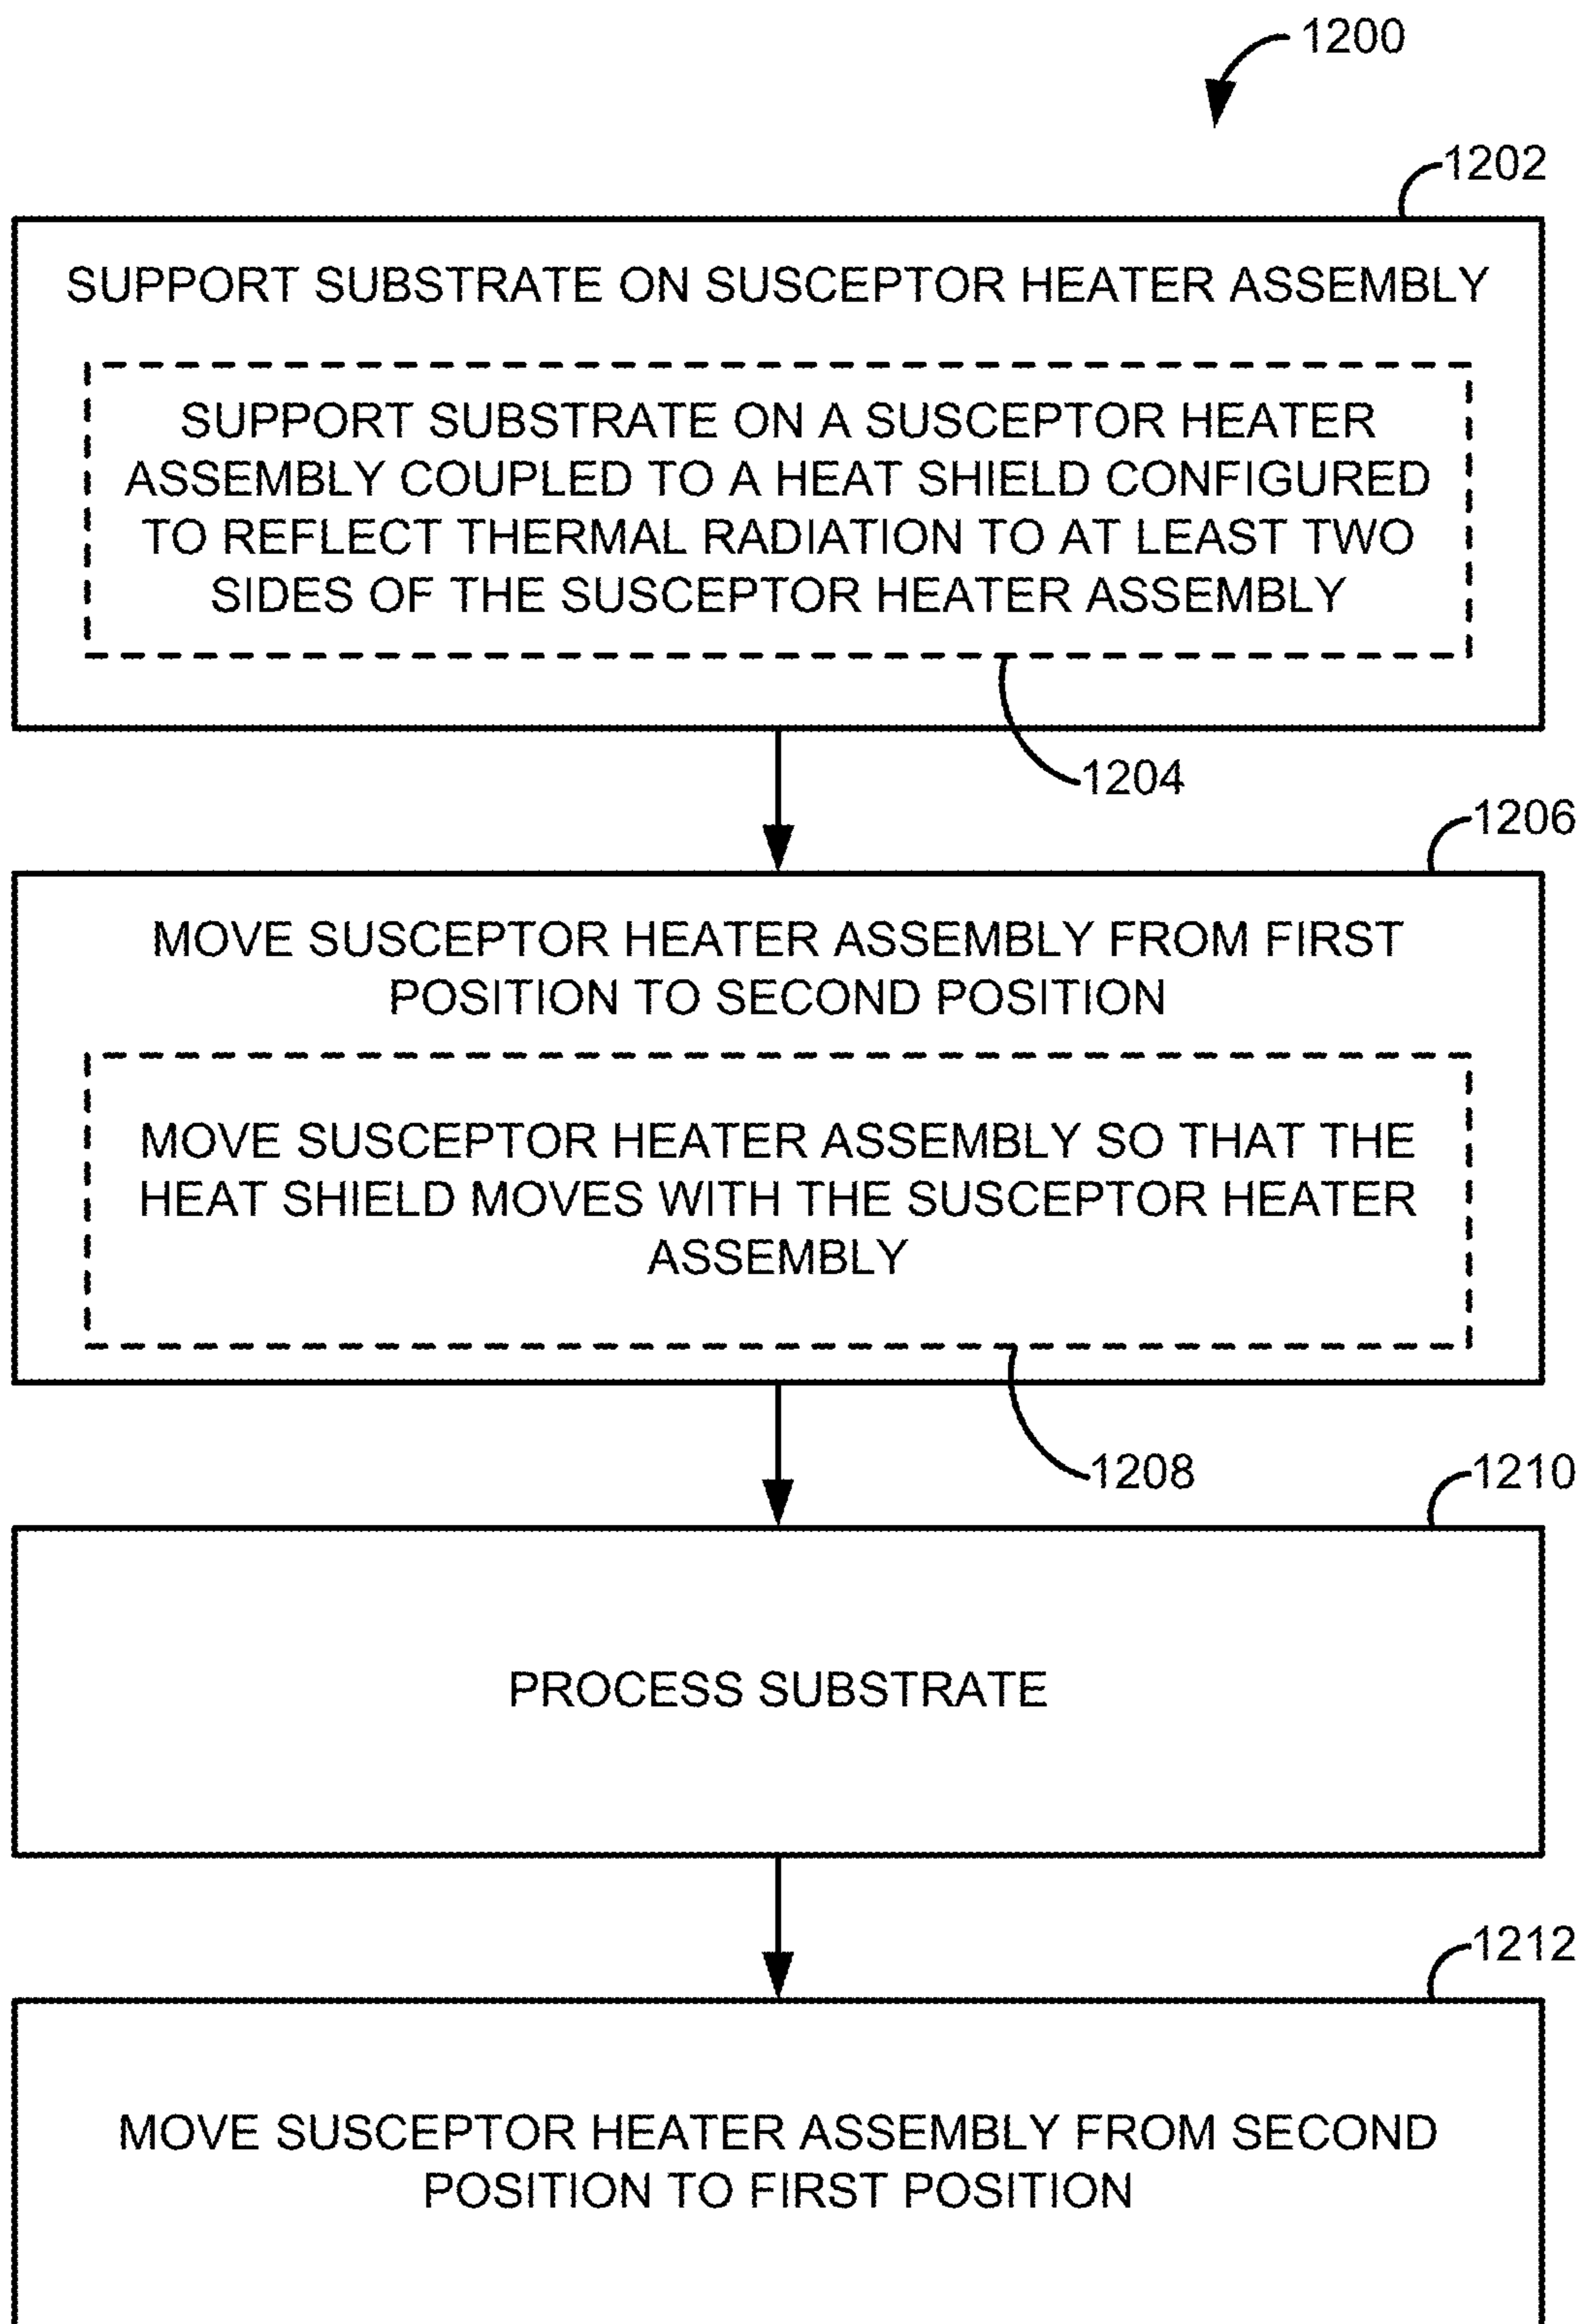 1200
1202
SUPPORT SUBSTRATE ON SUSCEPTOR HEATER ASSEMBLY
SUPPORT SUBSTRATE ON A SUSCEPTOR HEATER
ASSEMBLY COUPLED TO A HEAT SHIELD CONFIGURED
TO REFLECT THERMAL RADIATION TO AT LEAST TWO
SIDES OF THE SUSCEPTOR HEATER ASSEMBLY
1204
1206
MOVE SUSCEPTOR HEATER ASSEMBLY FROM FIRST
POSITION TO SECOND POSITION
MOVE SUSCEPTOR HEATER ASSEMBLY SO THAT THE
HEAT SHIELD MOVES WITH THE SUSCEPTOR HEATER
ASSEMBLY
1208
1210
PROCESS SUBSTRATE
1212
MOVE SUSCEPTOR HEATER ASSEMBLY FROM SECOND
POSITION TO FIRST POSITION